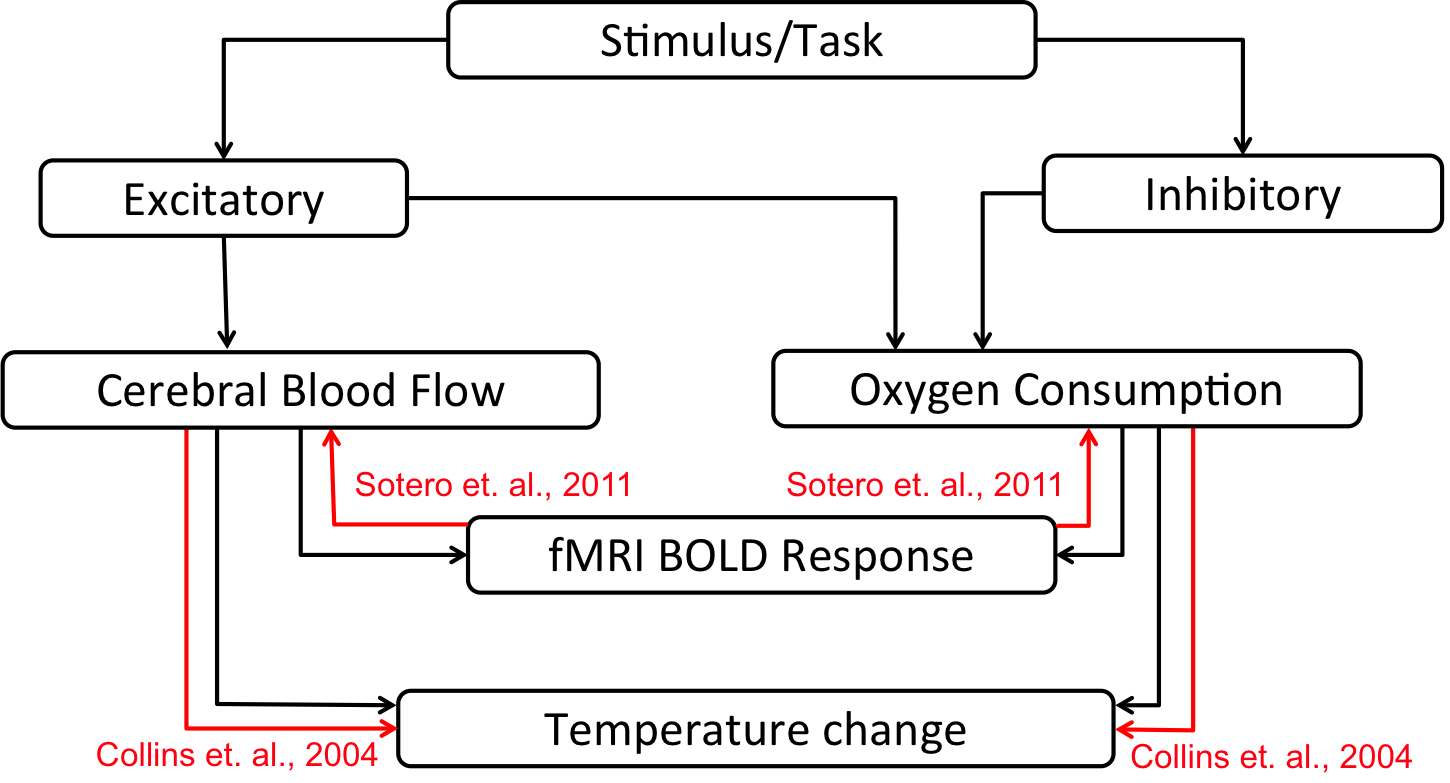 Stimulus/Task
Excitatory
Inhibitory
Cerebral Blood Flow
Oxygen Consumption
Sotero et. al., 2011
Sotero et. al., 2011
fMRI BOLD Response
Temperature change
Collins et. al., 2004
Collins et. al., 2004